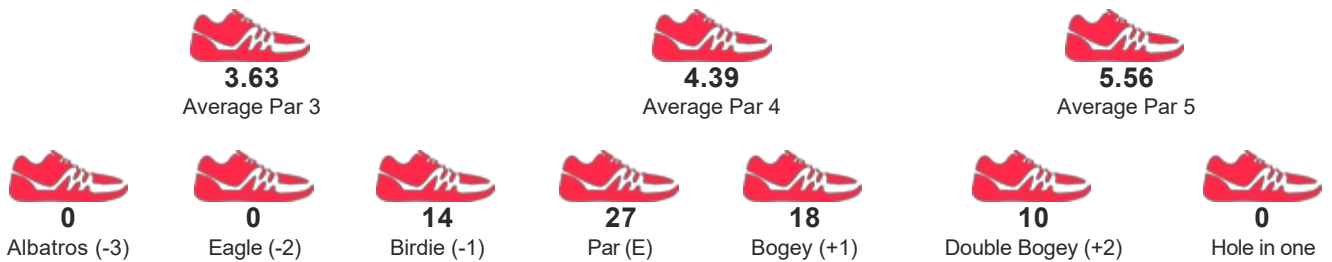 3.63 4.39 5.56
Average Par 3 Average Par 4 Average Par 5
0 0 14 27 18 10 0
Albatros (-3) Eagle (-2) Birdie (-1) Par (E) Bogey (+1) Double Bogey (+2) Hole in one